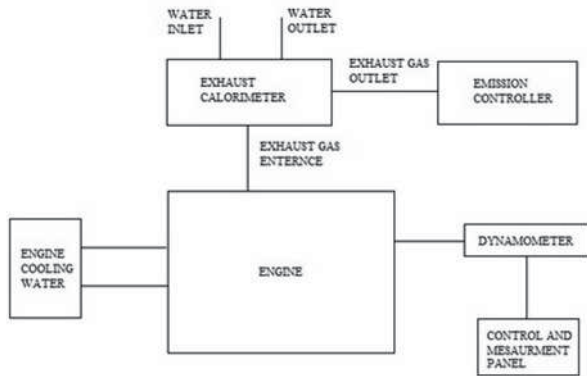 WATER
INLET
WATER
OUTLET
EXHAUST
CALORIMETER
EXHAUST GAS
OUTLET
EMISSION
CONTROLLER
EXHAUST GAS
ENTERNCE
ENGINE
COOLING
WATER
ENGINE
DYNAMOMETER
CONTROL AND
MESAURMENT
PANEL